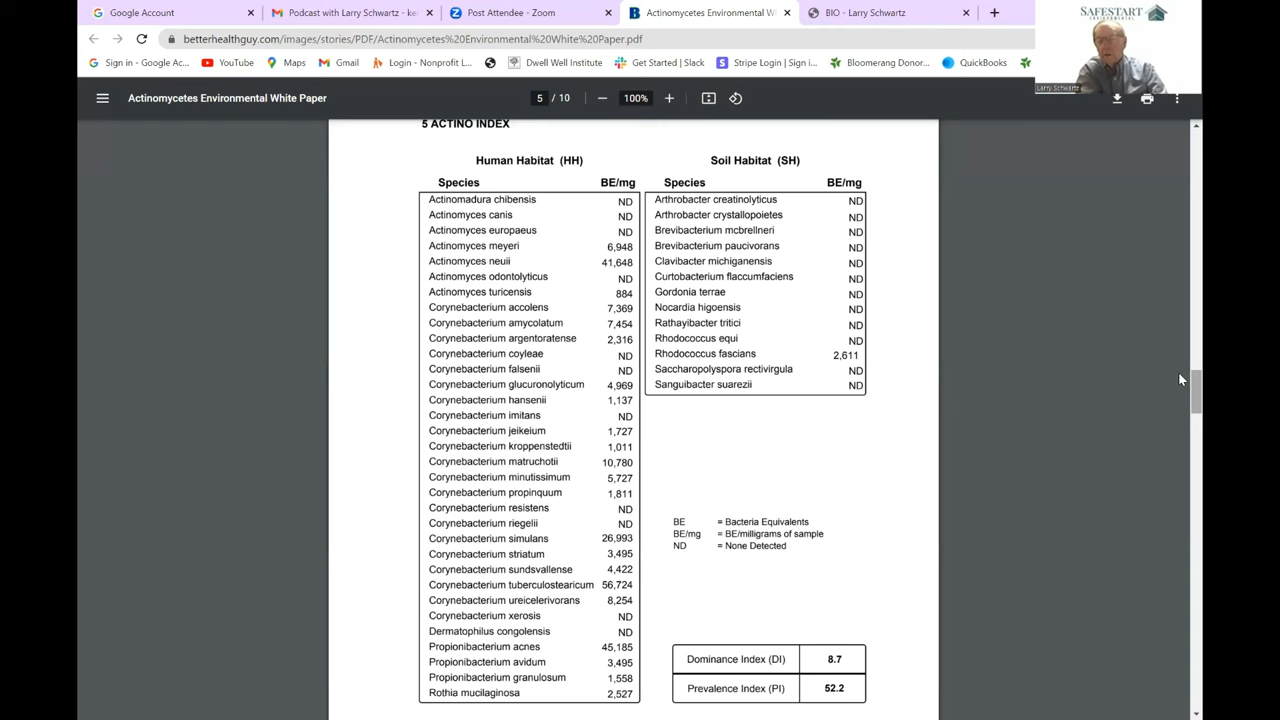 Google Account
Podcast with Larry Schwartz - ke
Post Attendee - Zoom
Actinomycetes Environmental W
BIO - Larry Schwartz
SAFESTART
ENVIRONMENTAL
betterhealthguy.com/images/stories/PDF/Actinomycetes%20Environmental%20White%20Paper.pdf
Sign in - Google Ac...
YouTube
Maps
Gmail
Login - Nonprofit L...
Dwell Well Institute
Get Started | Slack
Stripe Login | Sign i...
Bloomerang Donor...
QuickBooks
Larry Schwartz
Actinomycetes Environmental White Paper
5 / 10
100%
5 ACTINO INDEX
Human Habitat (HH)
Species BE/mg
Actinomadura chibensis ND
Actinomyces canis ND
Actinomyces europaeus ND
Actinomyces meyeri 6,948
Actinomyces neuii 41,648
Actinomyces odontolyticus ND
Actinomyces turicensis 884
Corynebacterium accolens 7,369
Corynebacterium amycolatum 7,454
Corynebacterium argentoratense 2,316
Corynebacterium coyleae ND
Corynebacterium falsenii ND
Corynebacterium glucuronolyticum 4,969
Corynebacterium hansenii 1,137
Corynebacterium imitans ND
Corynebacterium jeikeium 1,727
Corynebacterium kroppenstedtii 1,011
Corynebacterium matruchotii 10,780
Corynebacterium minutissimum 5,727
Corynebacterium propinquum 1,811
Corynebacterium resistens ND
Corynebacterium riegelii ND
Corynebacterium simulans 26,993
Corynebacterium striatum 3,495
Corynebacterium sundsvallense 4,422
Corynebacterium tuberculostearicum 56,724
Corynebacterium ureicelerivorans 8,254
Corynebacterium xerosis ND
Dermatophilus congolensis ND
Propionibacterium acnes 45,185
Propionibacterium avidum 3,495
Propionibacterium granulosum 1,558
Rothia mucilaginosa 2,527
Soil Habitat (SH)
Species BE/mg
Arthrobacter creatinolyticus ND
Arthrobacter crystallopoietes ND
Brevibacterium mcbrellneri ND
Brevibacterium paucivorans ND
Clavibacter michiganensis ND
Curtobacterium flaccumfaciens ND
Gordonia terrae ND
Nocardia higoensis ND
Rathayibacter tritici ND
Rhodococcus equi ND
Rhodococcus fascians 2,611
Saccharopolyspora rectivirgula ND
Sanguibacter suarezii ND
BE = Bacteria Equivalents
BE/mg = BE/milligrams of sample
ND = None Detected
Dominance Index (DI) 8.7
Prevalence Index (PI) 52.2